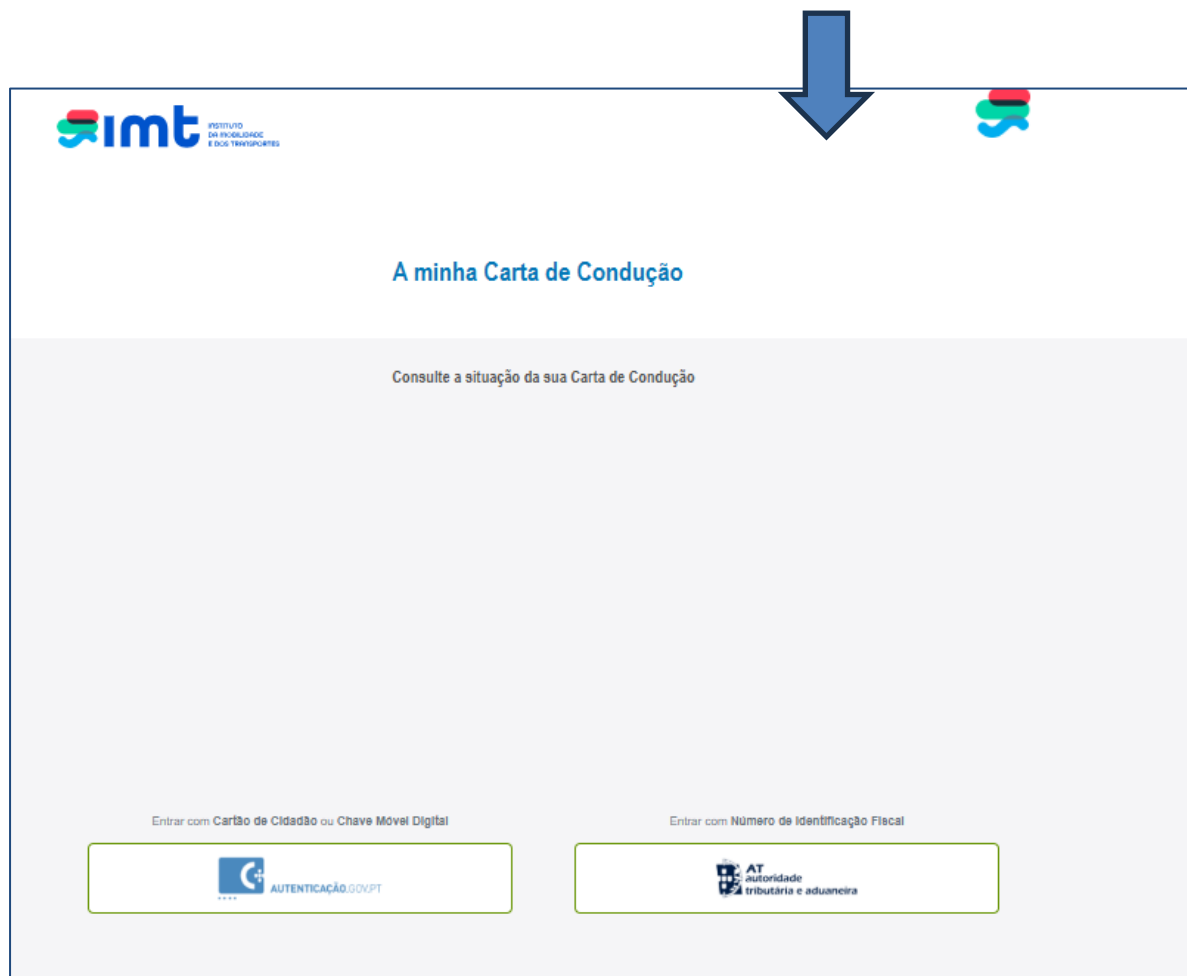 imt
INSTITUTO
DA MOBILIDADE
E DOS TRANSPORTES
A minha Carta de Condução
Consulte a situação da sua Carta de Condução
Entrar com Cartão de Cidadão ou Chave Móvel Digital
Entrar com Número de Identificação Fiscal
AUTENTICAÇÃO.GOV.PT
AT
autoridade
tributária e aduaneira